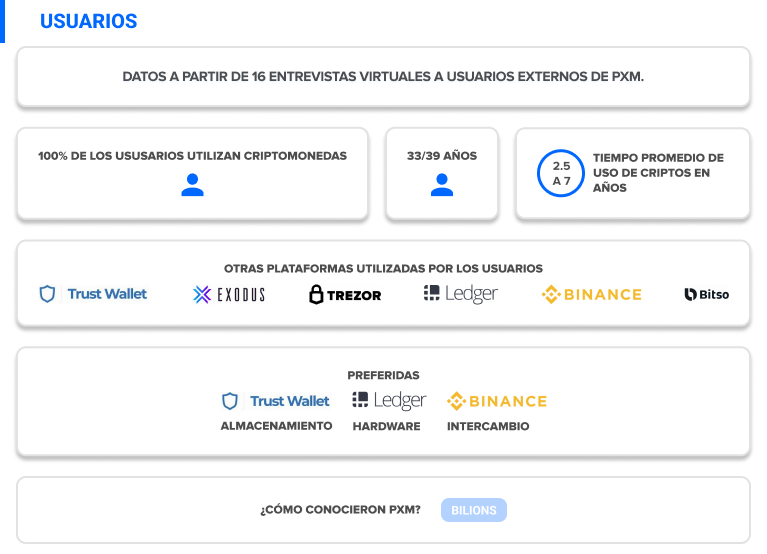 USUARIOS
DATOS A PARTIR DE 16 ENTREVISTAS VIRTUALES A USUARIOS EXTERNOS DE PXM.
100% DE LOS USUSARIOS UTILIZAN CRIPTOMONEDAS
33/39 AÑOS
2.5
A 7
TIEMPO PROMEDIO DE
USO DE CRIPTOS EN
AÑOS
OTRAS PLATAFORMAS UTILIZADAS POR LOS USUARIOS
Trust Wallet EXODUS TREZOR Ledger BINANCE Bitso
PREFERIDAS
Trust Wallet Ledger BINANCE
ALMACENAMIENTO HARDWARE INTERCAMBIO
¿CÓMO CONOCIERON PXM? BILIONS